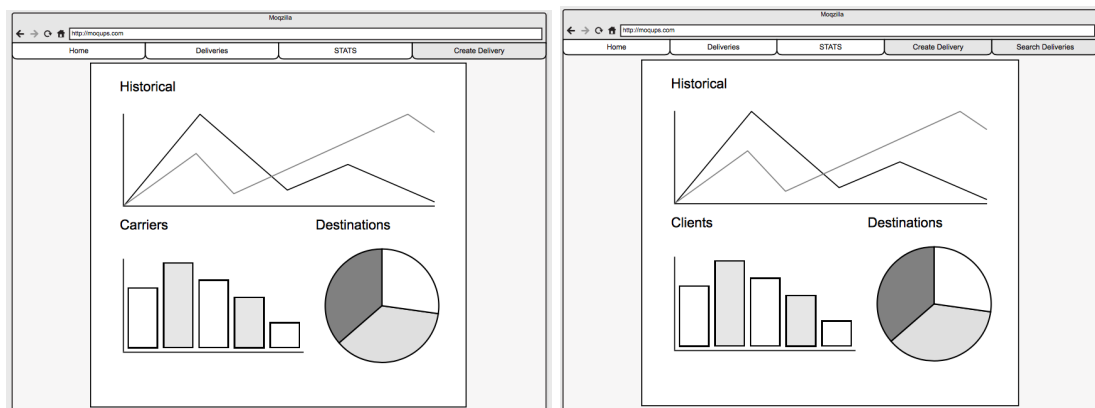 Moqzilla
http://moqups.com
Home Deliveries STATS Create Delivery
Historical
Carriers Destinations
Moqzilla
http://moqups.com
Home Deliveries STATS Create Delivery Search Deliveries
Historical
Clients Destinations